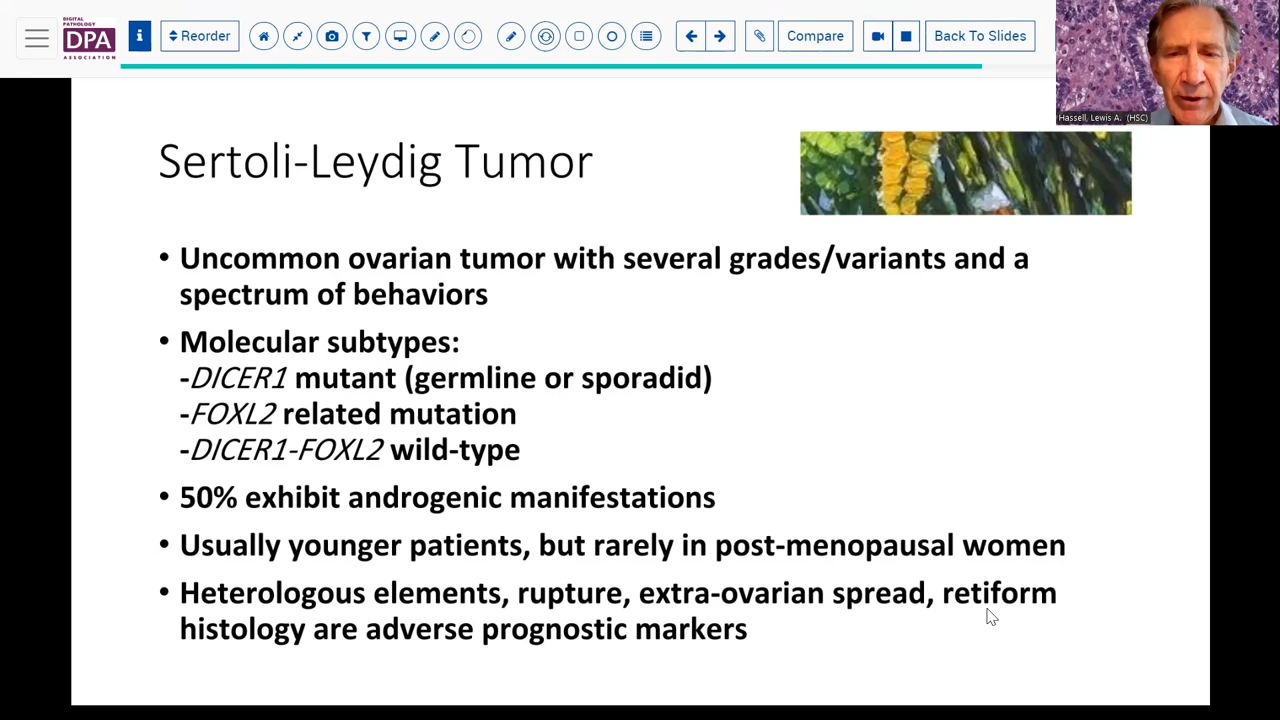 DIGITAL
PATHOLOGY
DPA
ASSOCIATION
i
Reorder
Compare
Back To Slides
Hassell, Lewis A. (HSC)
Sertoli-Leydig Tumor
• Uncommon ovarian tumor with several grades/variants and a
spectrum of behaviors
• Molecular subtypes:
-DICER1 mutant (germline or sporadid)
-FOXL2 related mutation
-DICER1-FOXL2 wild-type
• 50% exhibit androgenic manifestations
• Usually younger patients, but rarely in post-menopausal women
• Heterologous elements, rupture, extra-ovarian spread, retiform
histology are adverse prognostic markers